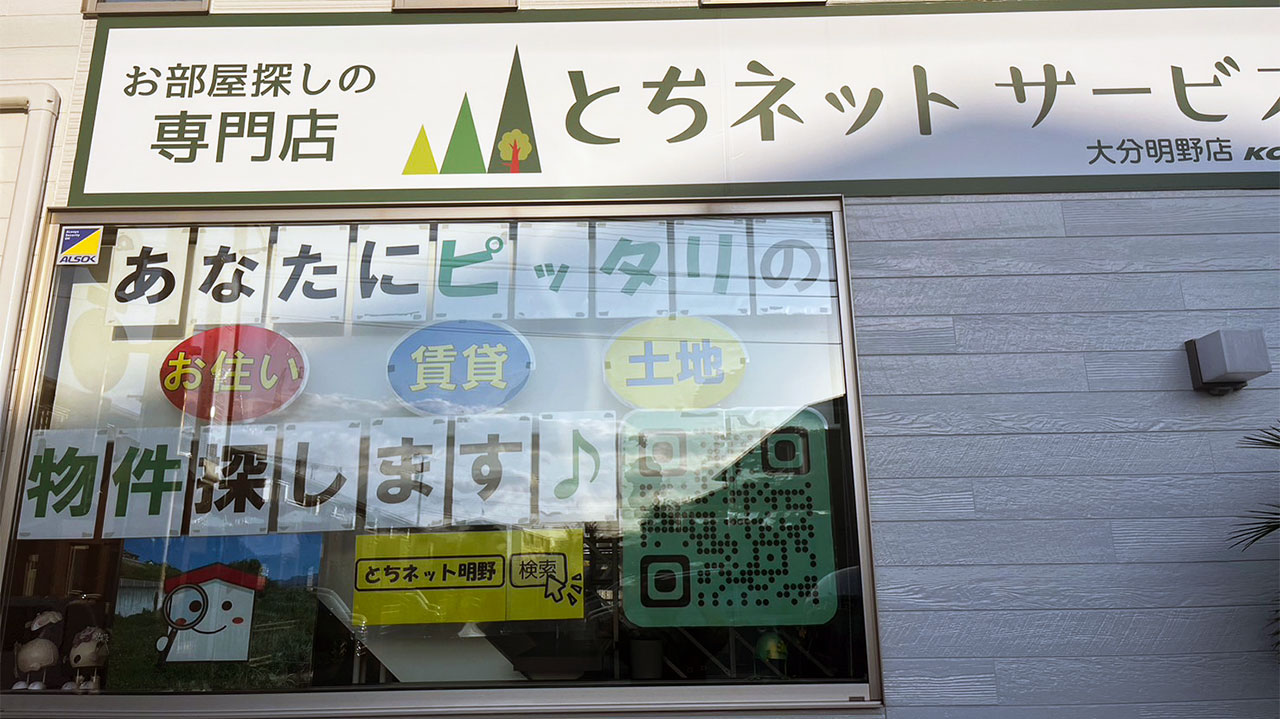 お部屋探しの
専門店
とちネット サービス
大分明野店
ALSOK
あなたにピッタリの
お住い
賃貸
土地
物件探します♪
とちネット明野
検索